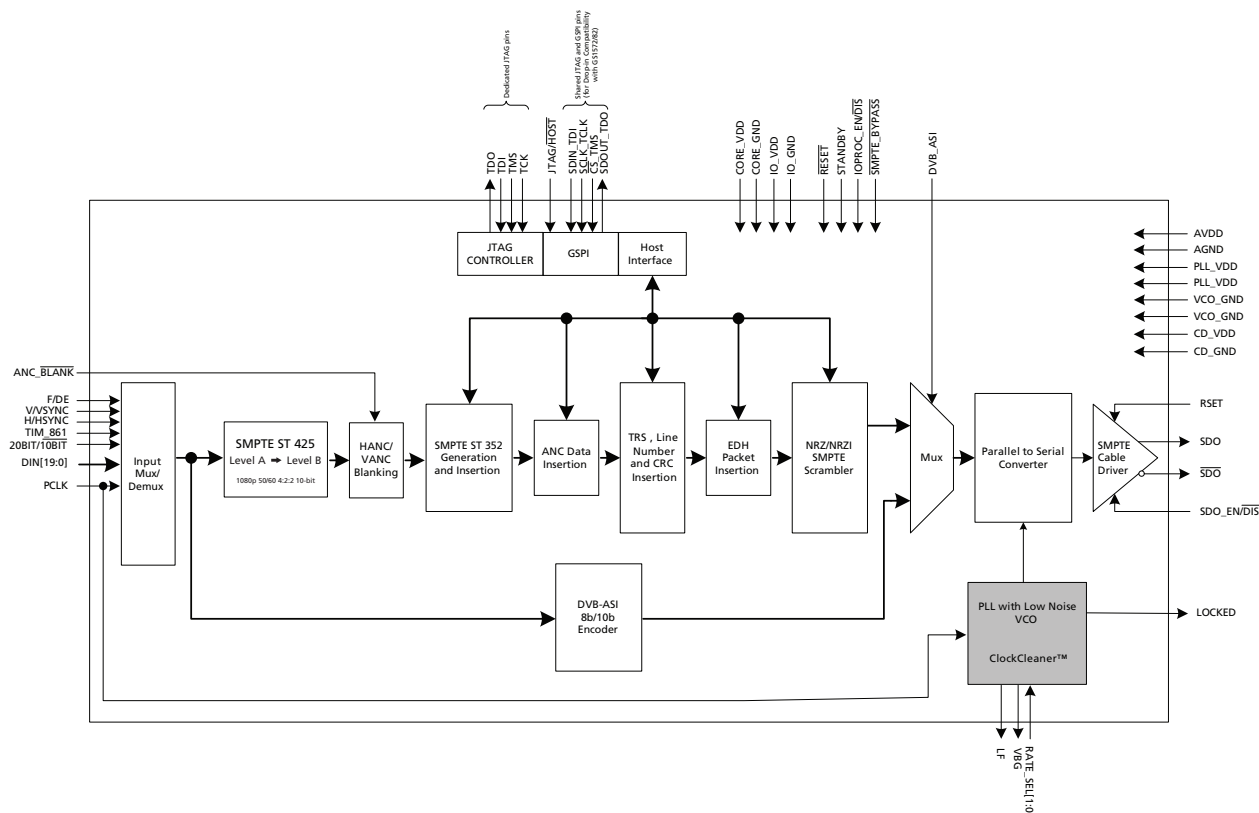 Dedicated JTAG pins
Shared JTAG and GSPI pins
(for Drop-in Compatibility
with GS1572/82)
TDO
TDI
TMS
TCK
JTAG/HOST
SDIN_TDI
SCLK_TCLK
CS_TMS
SDOUT_TDO
CORE_VDD
CORE_GND
IO_VDD
IO_GND
RESET
STANDBY
IOPROC_EN/DIS
SMPTE_BYPASS
DVB_ASI
JTAG
CONTROLLER
GSPI
Host
Interface
AVDD
AGND
PLL_VDD
PLL_VDD
VCO_GND
VCO_GND
CD_VDD
CD_GND
ANC_BLANK
F/DE
V/VSYNC
H/HSYNC
TIM_861
20BIT/10BIT
DIN[19:0]
PCLK
Input
Mux/
Demux
SMPTE ST 425
Level A ➡ Level B
1080p 50/60 4:2:2 10-bit
HANC/
VANC
Blanking
SMPTE ST 352
Generation
and Insertion
ANC Data
Insertion
TRS , Line
Number
and CRC
Insertion
EDH
Packet
Insertion
NRZ/NRZI
SMPTE
Scrambler
Mux
Parallel to Serial
Converter
SMPTE
Cable
Driver
RSET
SDO
SDO
SDO_EN/DIS
DVB-ASI
8b/10b
Encoder
PLL with Low Noise
VCO
ClockCleaner™
LOCKED
LF
VBG
RATE_SEL[1:0